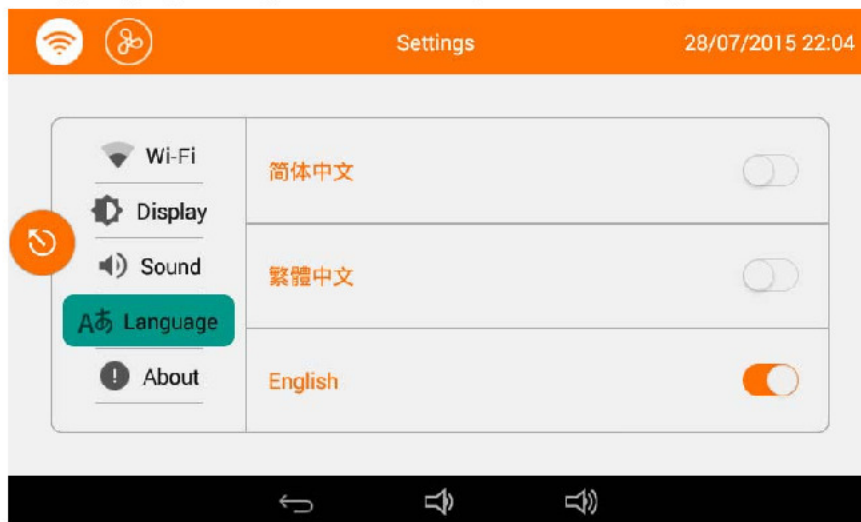 Settings
28/07/2015 22:04
Wi-Fi
Display
Sound
Aあ Language
About
简体中文
繁體中文
English